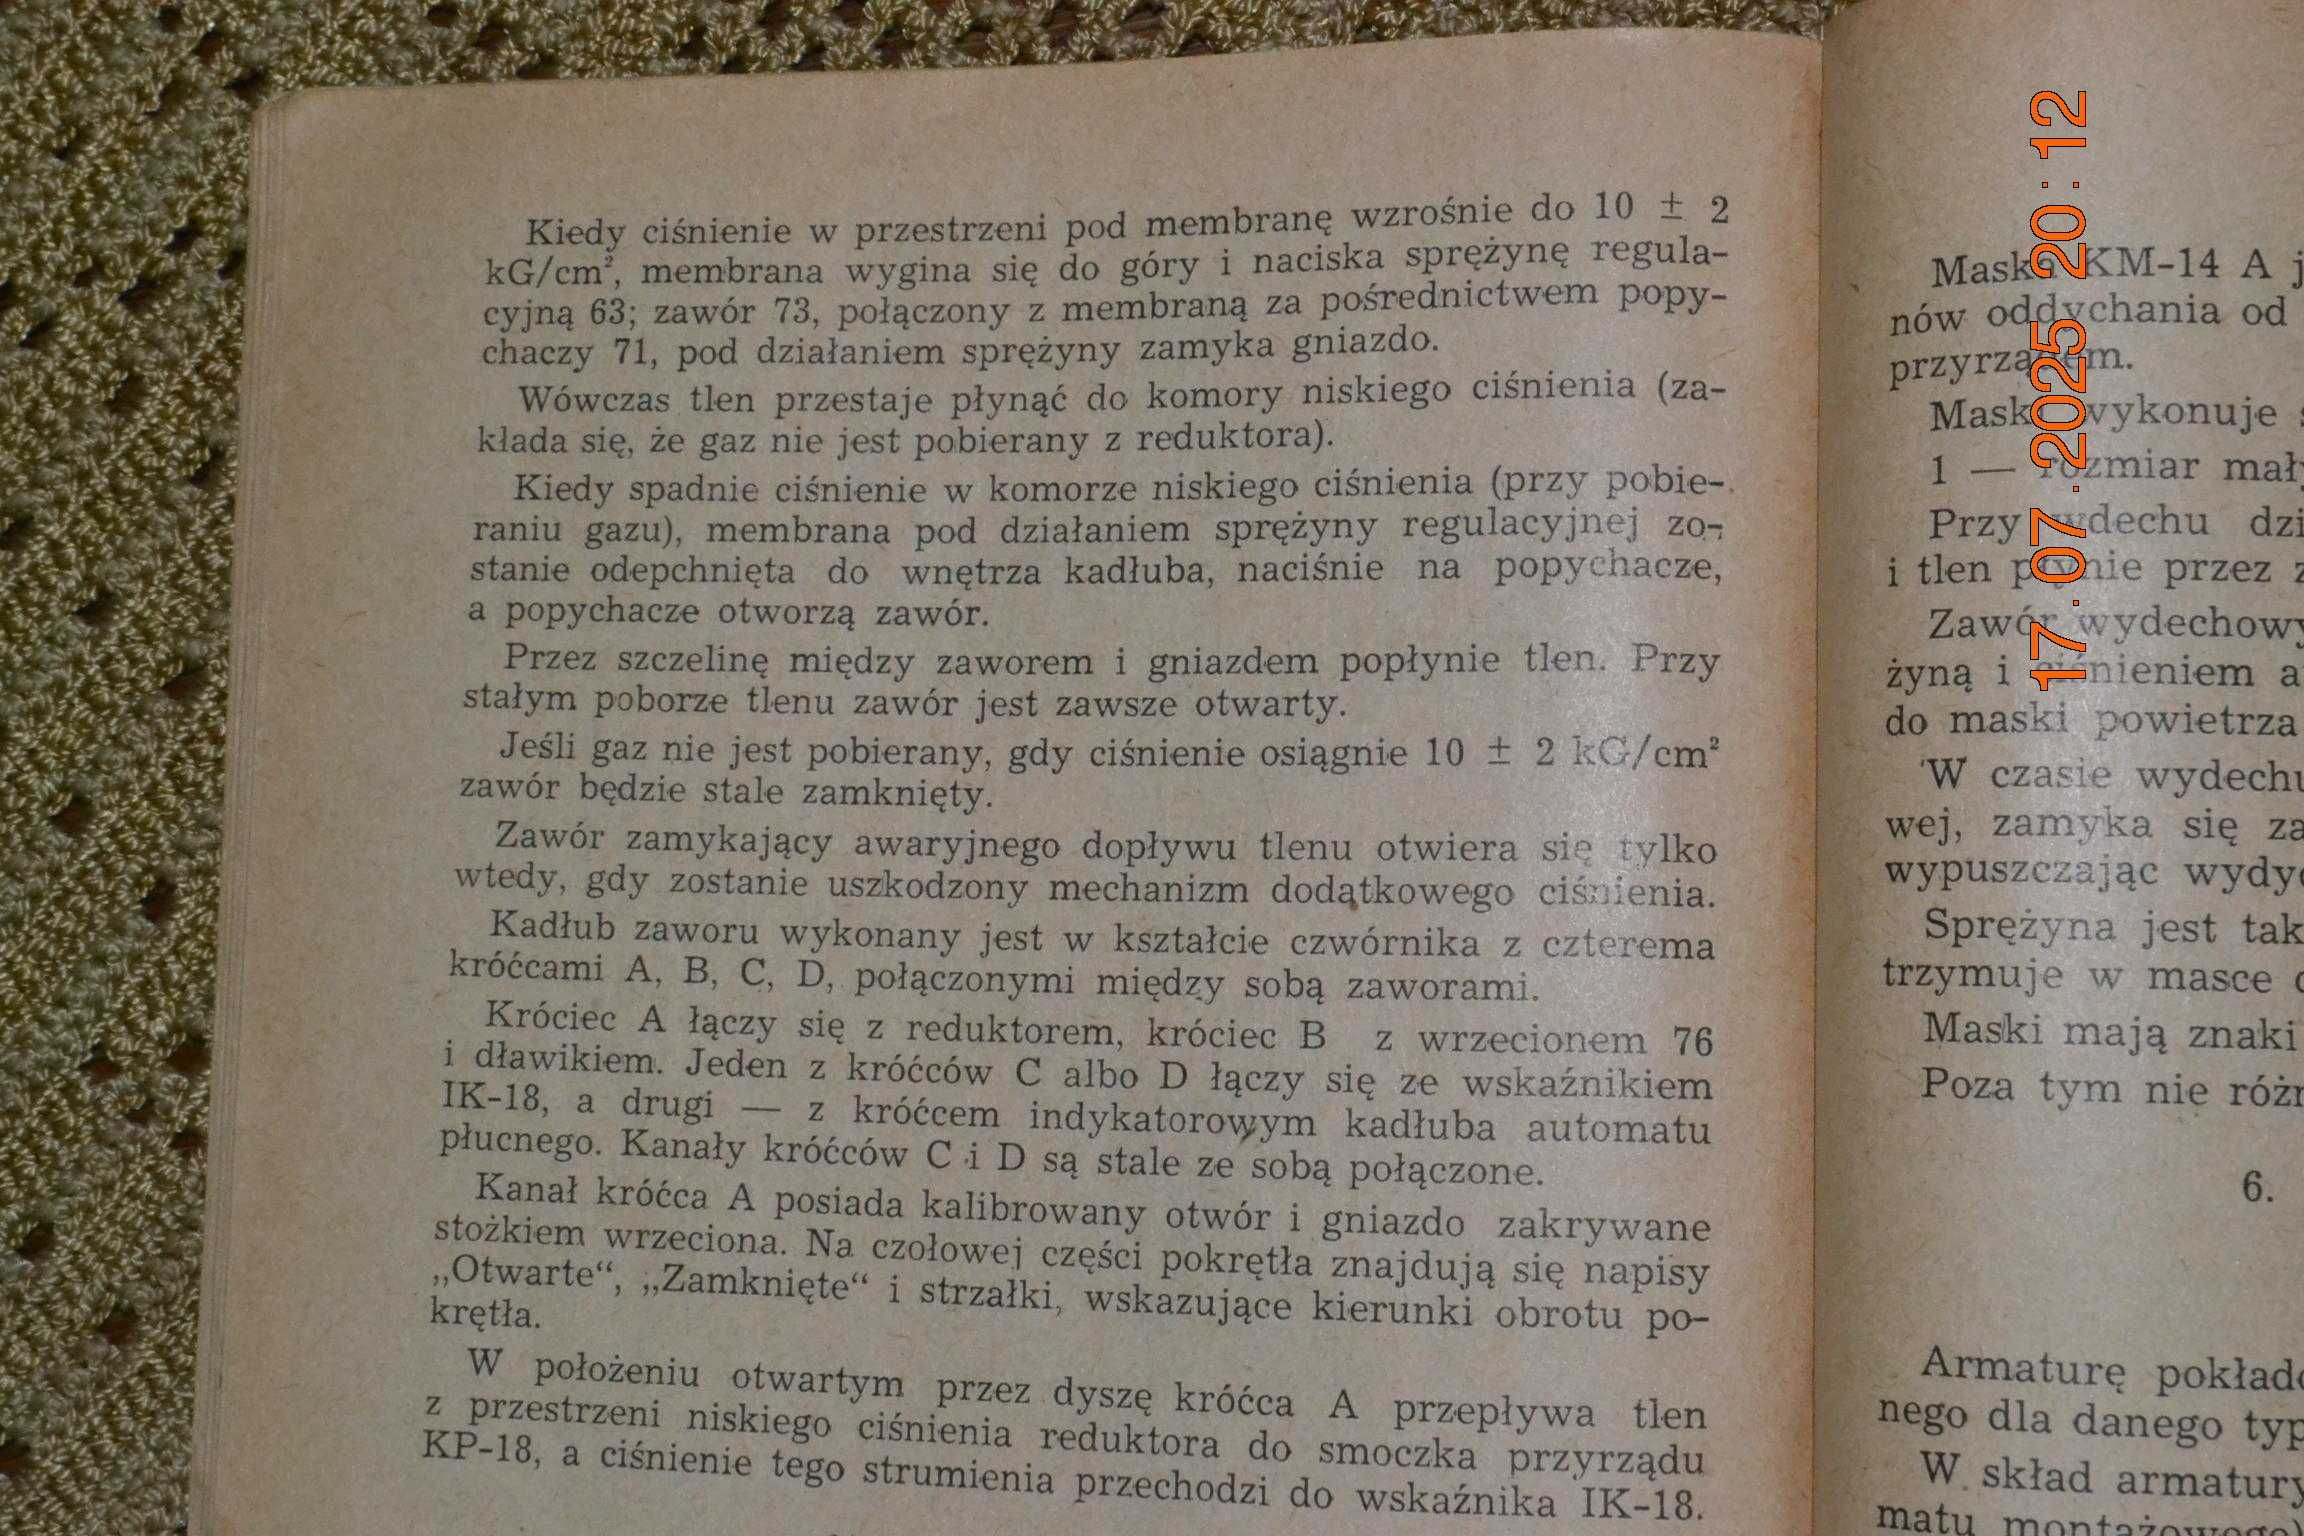 Kiedy ciśnienie w przestrzeni pod membranę wzrośnie do 10 ± 2
kG/cm², membrana wygina się do góry i naciska sprężynę regula-
cyjną 63; zawór 73, połączony z membraną za pośrednictwem popy-
chaczy 71, pod działaniem sprężyny zamyka gniazdo.
Wówczas tlen przestaje płynąć do komory niskiego ciśnienia (za-
kłada się, że gaz nie jest pobierany z reduktora).
Kiedy spadnie ciśnienie w komorze niskiego ciśnienia (przy pobie-
raniu gazu), membrana pod działaniem sprężyny regulacyjnej zo-
stanie odepchnięta do wnętrza kadłuba, naciśnie na popychacze,
a popychacze otworzą zawór.
Przez szczelinę między zaworem i gniazdem popłynie tlen. Przy
stałym poborze tlenu zawór jest zawsze otwarty.
Jeśli gaz nie jest pobierany, gdy ciśnienie osiągnie 10 ± 2 kG/cm²
zawór będzie stale zamknięty.
Zawór zamykający awaryjnego dopływu tlenu otwiera się tylko
wtedy, gdy zostanie uszkodzony mechanizm dodatkowego ciśnienia.
Kadłub zaworu wykonany jest w kształcie czwórnika z czterema
króćcami A, B, C, D, połączonymi między sobą zaworami.
Króciec A łączy się z reduktorem, króciec B z wrzecionem 76
i dławikiem. Jeden z króćców C albo D łączy się ze wskaźnikiem
IK-18, a drugi — z króćcem indykatorowym kadłuba automatu
płucnego. Kanały króćców C i D są stale ze sobą połączone.
Kanał króćca A posiada kalibrowany otwór i gniazdo zakrywane
stożkiem wrzeciona. Na czołowej części pokrętła znajdują się napisy
„Otwarte“, „Zamknięte“ i strzałki, wskazujące kierunki obrotu po-
krętła.
W położeniu otwartym przez dyszę króćca A przepływa tlen
z przestrzeni niskiego ciśnienia reduktora do smoczka przyrządu
KP-18, a ciśnienie tego strumienia przechodzi do wskaźnika IK-18.
KM-14 A
nów oddychania od
Maska wykonuje
1 — rozmiar
Przy wdechu
i tlen płynie przez
Zawór
żyną i ciśnieniem
do maski powietrza
W czasie
wej, zamyka się
wypuszczając
Sprężyna jest
trzymuje w masce
Maski mają znaki
Poza tym nie
6.
Armaturę
nego dla danego
W skład
matu
17.07.2025 20:12